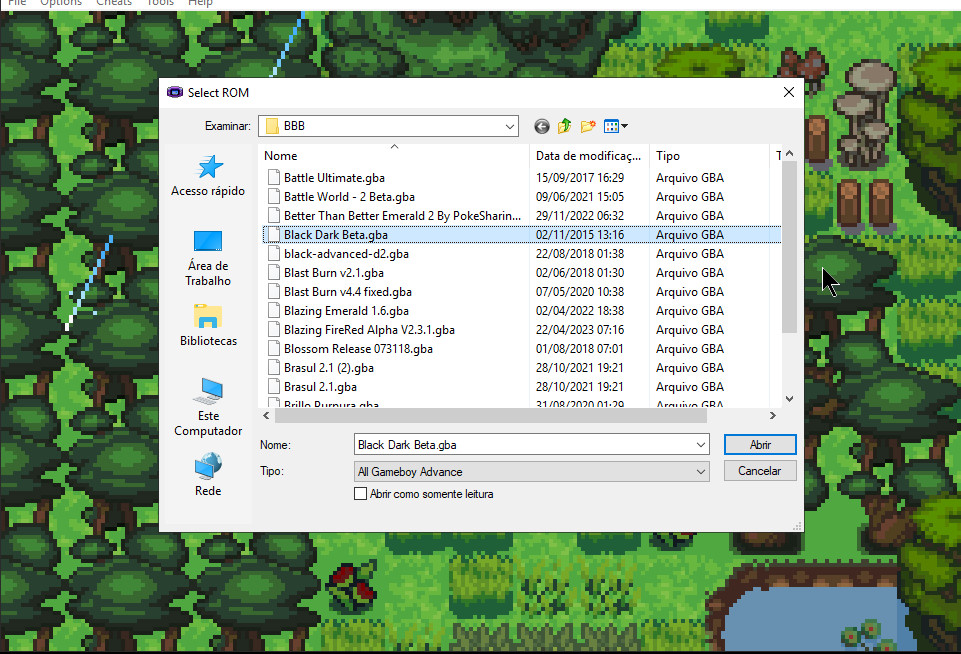 File Options Cheats Tools Help
Select ROM
Examinar: BBB
Nome Data de modificaç... Tipo T
Battle Ultimate.gba 15/09/2017 16:29 Arquivo GBA
Battle World - 2 Beta.gba 09/06/2021 15:05 Arquivo GBA
Better Than Better Emerald 2 By PokeSharin... 29/11/2022 06:32 Arquivo GBA
Black Dark Beta.gba 02/11/2015 13:16 Arquivo GBA
black-advanced-d2.gba 22/08/2018 01:38 Arquivo GBA
Blast Burn v2.1.gba 02/06/2018 01:30 Arquivo GBA
Blast Burn v4.4 fixed.gba 07/05/2020 10:38 Arquivo GBA
Blazing Emerald 1.6.gba 02/04/2022 18:38 Arquivo GBA
Blazing FireRed Alpha V2.3.1.gba 22/04/2023 07:16 Arquivo GBA
Blossom Release 073118.gba 01/08/2018 07:01 Arquivo GBA
Brasul 2.1 (2).gba 28/10/2021 19:21 Arquivo GBA
Brasul 2.1.gba 28/10/2021 19:21 Arquivo GBA
Brillo Purpura.gba 31/08/2020 01:29 Arquivo GBA
Acesso rápido
Área de
Trabalho
Bibliotecas
Este
Computador
Rede
Nome: Black Dark Beta.gba Abrir
Tipo: All Gameboy Advance Cancelar
Abrir como somente leitura